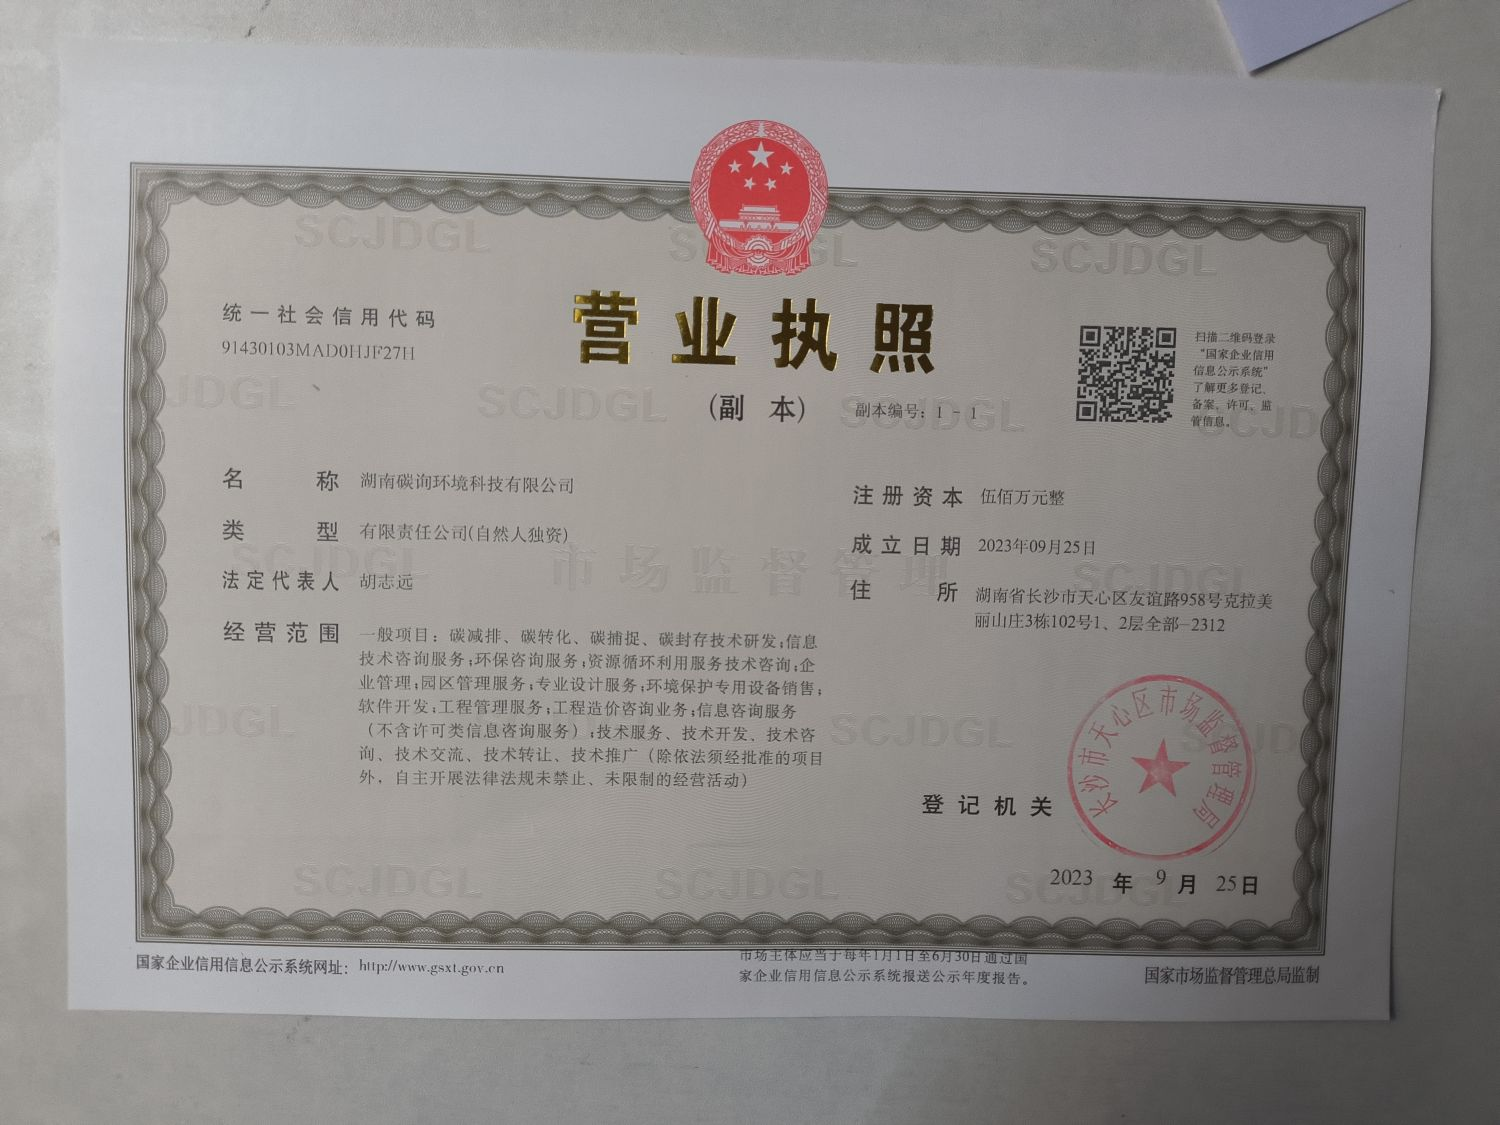 营业执照
(副 本)
副本编号：1 - 1
统一社会信用代码
91430103MAD0HJF27H
扫描二维码登录
“国家企业信用
信息公示系统”
了解更多登记、
备案、许可、监
管信息。
名 称 湖南碳询环境科技有限公司
类 型 有限责任公司(自然人独资)
法定代表人 胡志远
经营范围 一般项目：碳减排、碳转化、碳捕捉、碳封存技术研发;信息
技术咨询服务;环保咨询服务;资源循环利用服务技术咨询;企
业管理;园区管理服务;专业设计服务;环境保护专用设备销售;
软件开发;工程管理服务;工程造价咨询业务;信息咨询服务
（不含许可类信息咨询服务）;技术服务、技术开发、技术咨
询、技术交流、技术转让、技术推广（除依法须经批准的项目
外，自主开展法律法规未禁止、未限制的经营活动）
注册资本 伍佰万元整
成立日期 2023年09月25日
住 所 湖南省长沙市天心区友谊路958号克拉美
丽山庄3栋102号1、2层全部-2312
登记机关
长沙市天心区市场监督管理局
2023 年 9 月 25 日
国家企业信用信息公示系统网址：http://www.gsxt.gov.cn
市场主体应当于每年1月1日至6月30日通过国
家企业信用信息公示系统报送公示年度报告。
国家市场监督管理总局监制
SCJDGL
市场监督管理